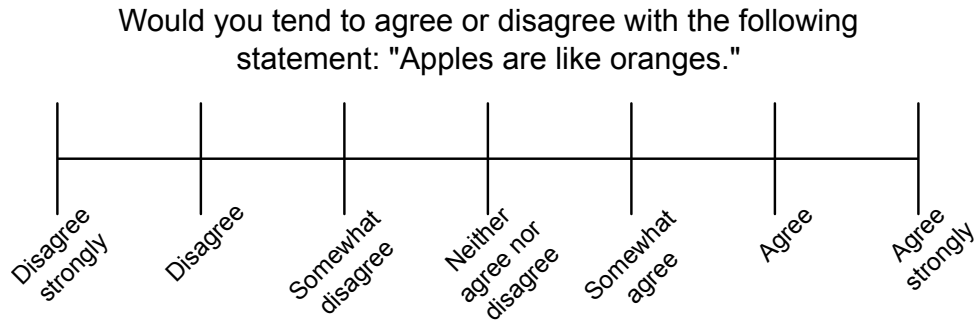 Would you tend to agree or disagree with the following
statement: "Apples are like oranges."
Disagree
strongly
Disagree
Somewhat
disagree
Neither
agree nor
disagree
Somewhat
agree
Agree
Agree
strongly